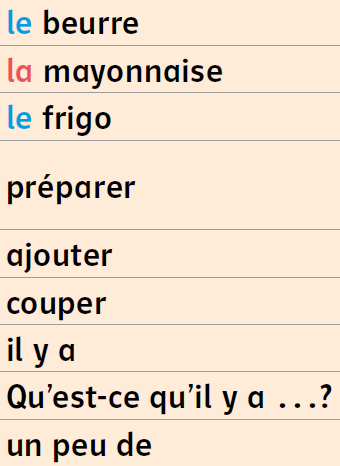 le beurre
la mayonnaise
le frigo
préparer
ajouter
couper
il y a
Qu’est-ce qu’il y a ...?
un peu de